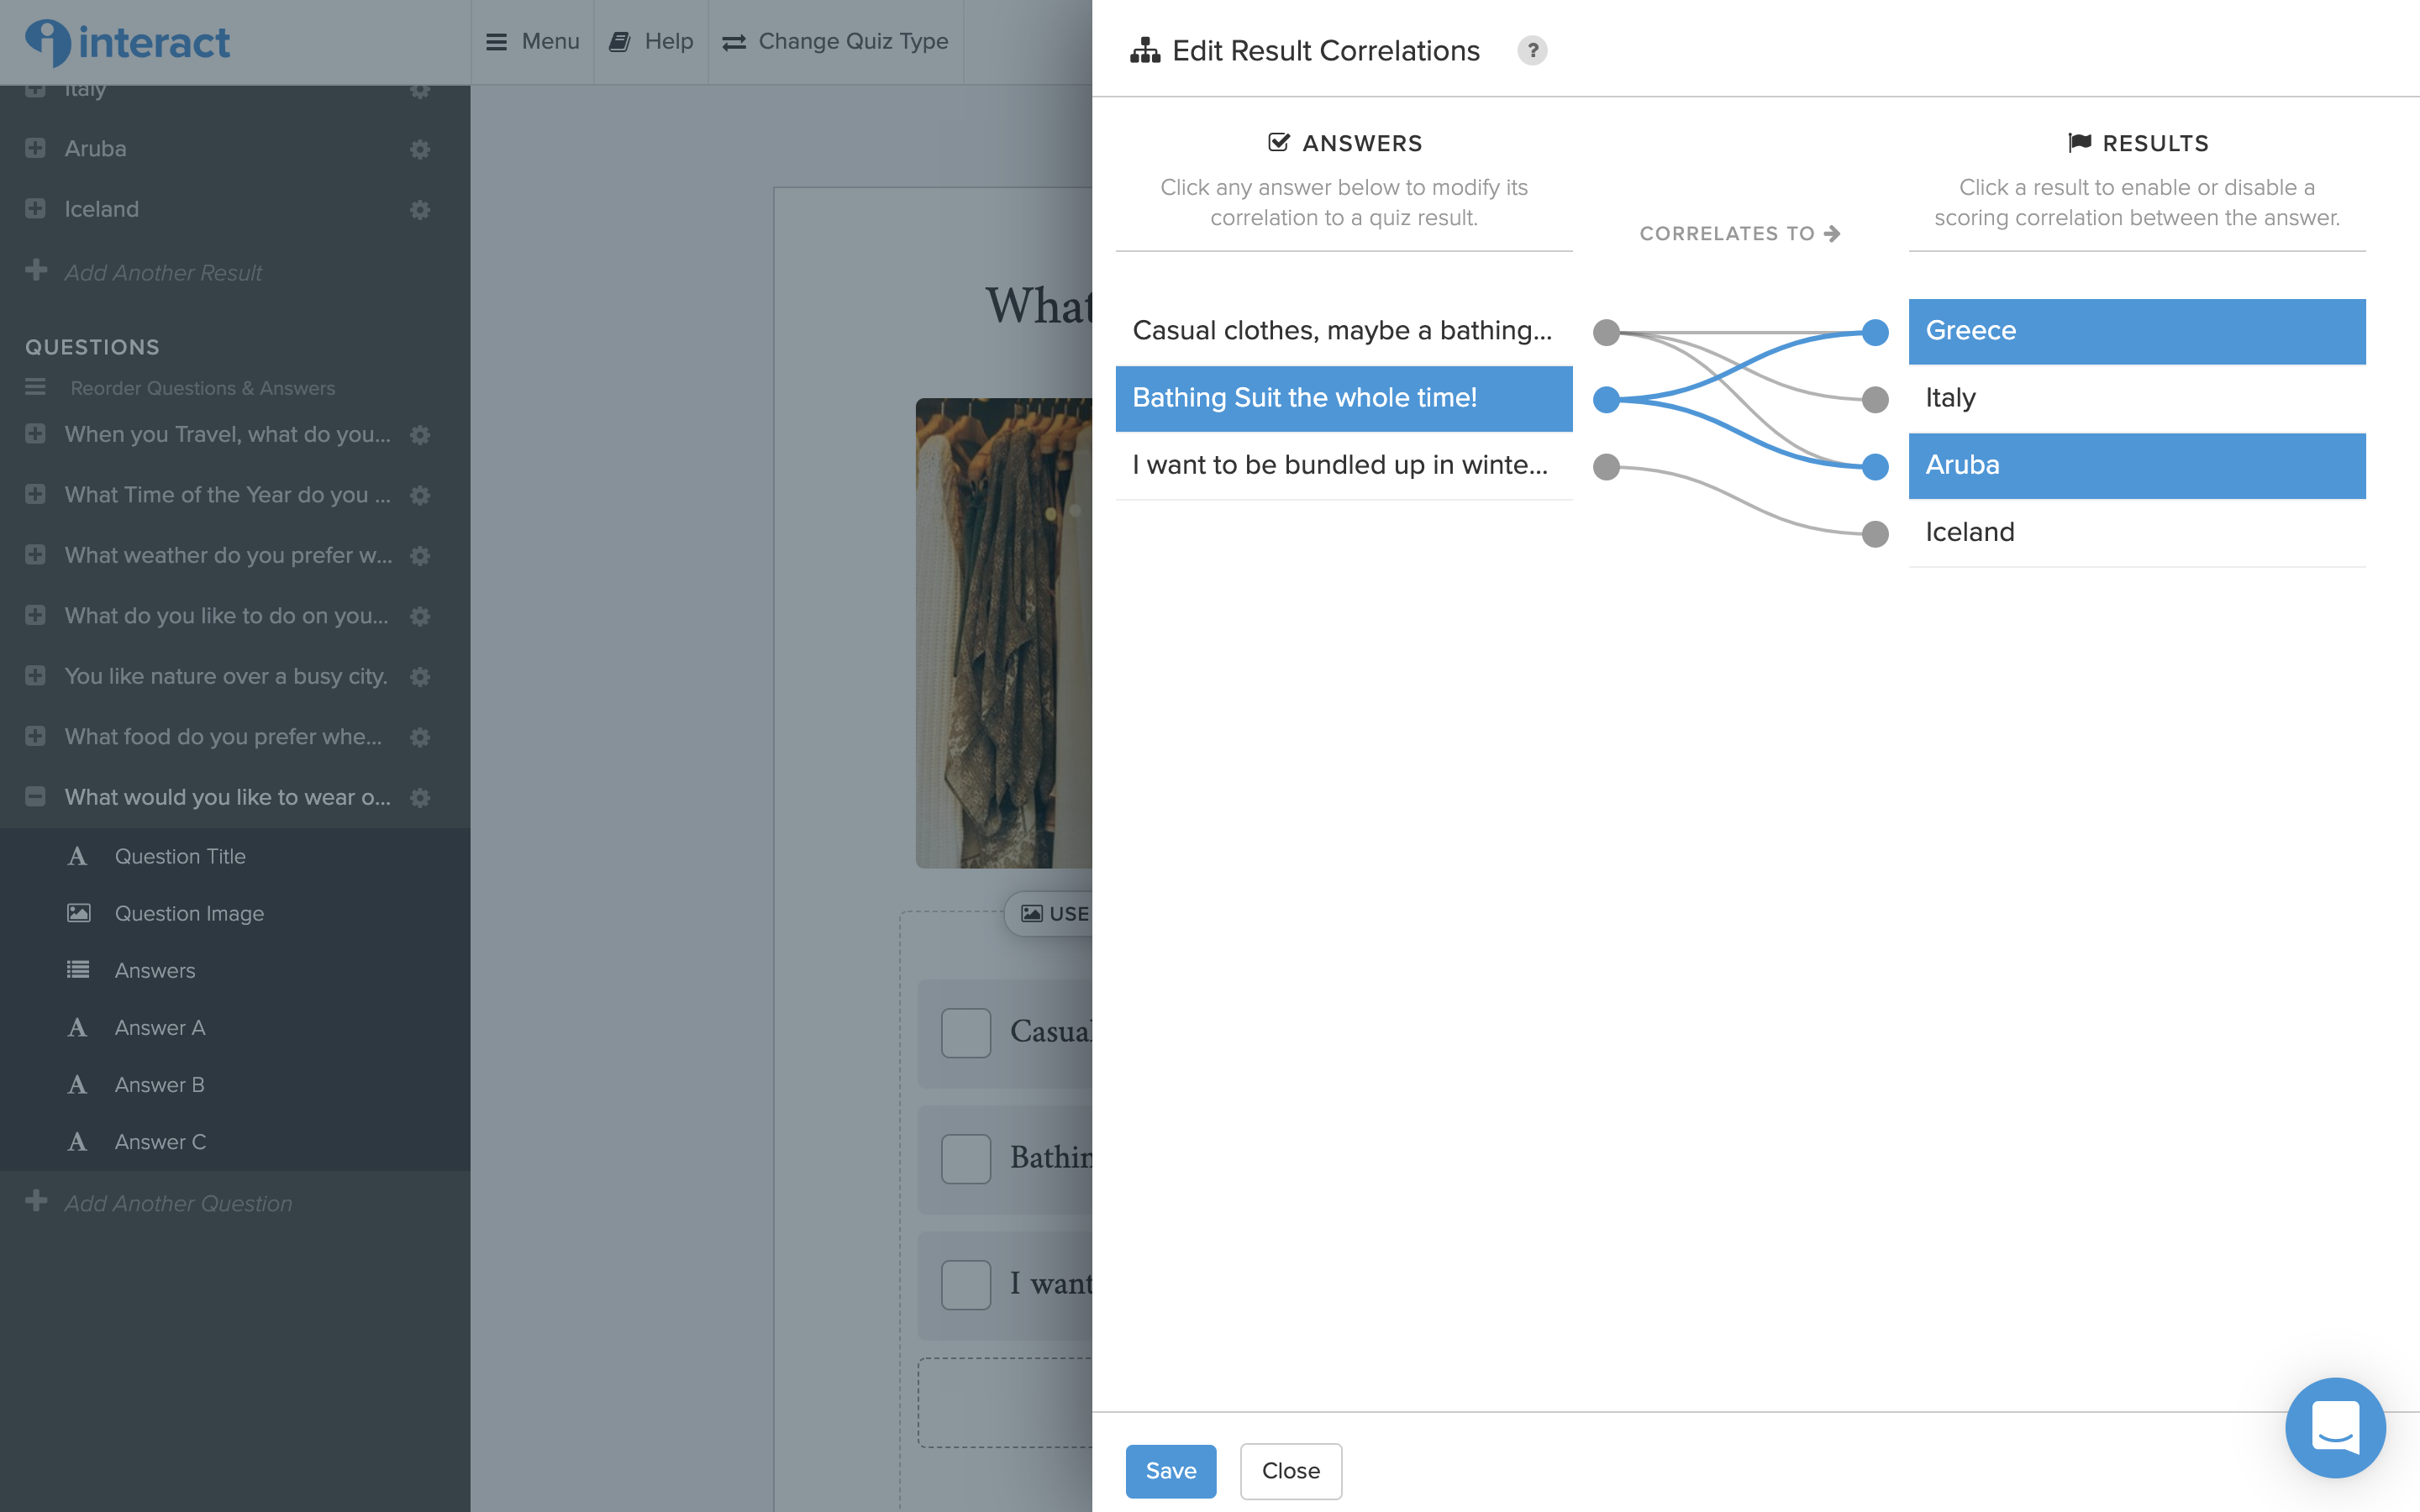 interact
Menu
Help
Change Quiz Type
Italy
Aruba
Iceland
Add Another Result
QUESTIONS
Reorder Questions & Answers
When you Travel, what do you...
What Time of the Year do you ...
What weather do you prefer w...
What do you like to do on you...
You like nature over a busy city.
What food do you prefer whe...
What would you like to wear o...
Question Title
Question Image
Answers
Answer A
Answer B
Answer C
Add Another Question
What
USE
Casual
Bathin
I want
Edit Result Correlations ?
ANSWERS
Click any answer below to modify its
correlation to a quiz result.
CORRELATES TO
RESULTS
Click a result to enable or disable a
scoring correlation between the answer.
Casual clothes, maybe a bathing...
Bathing Suit the whole time!
I want to be bundled up in winte...
Greece
Italy
Aruba
Iceland
Save
Close